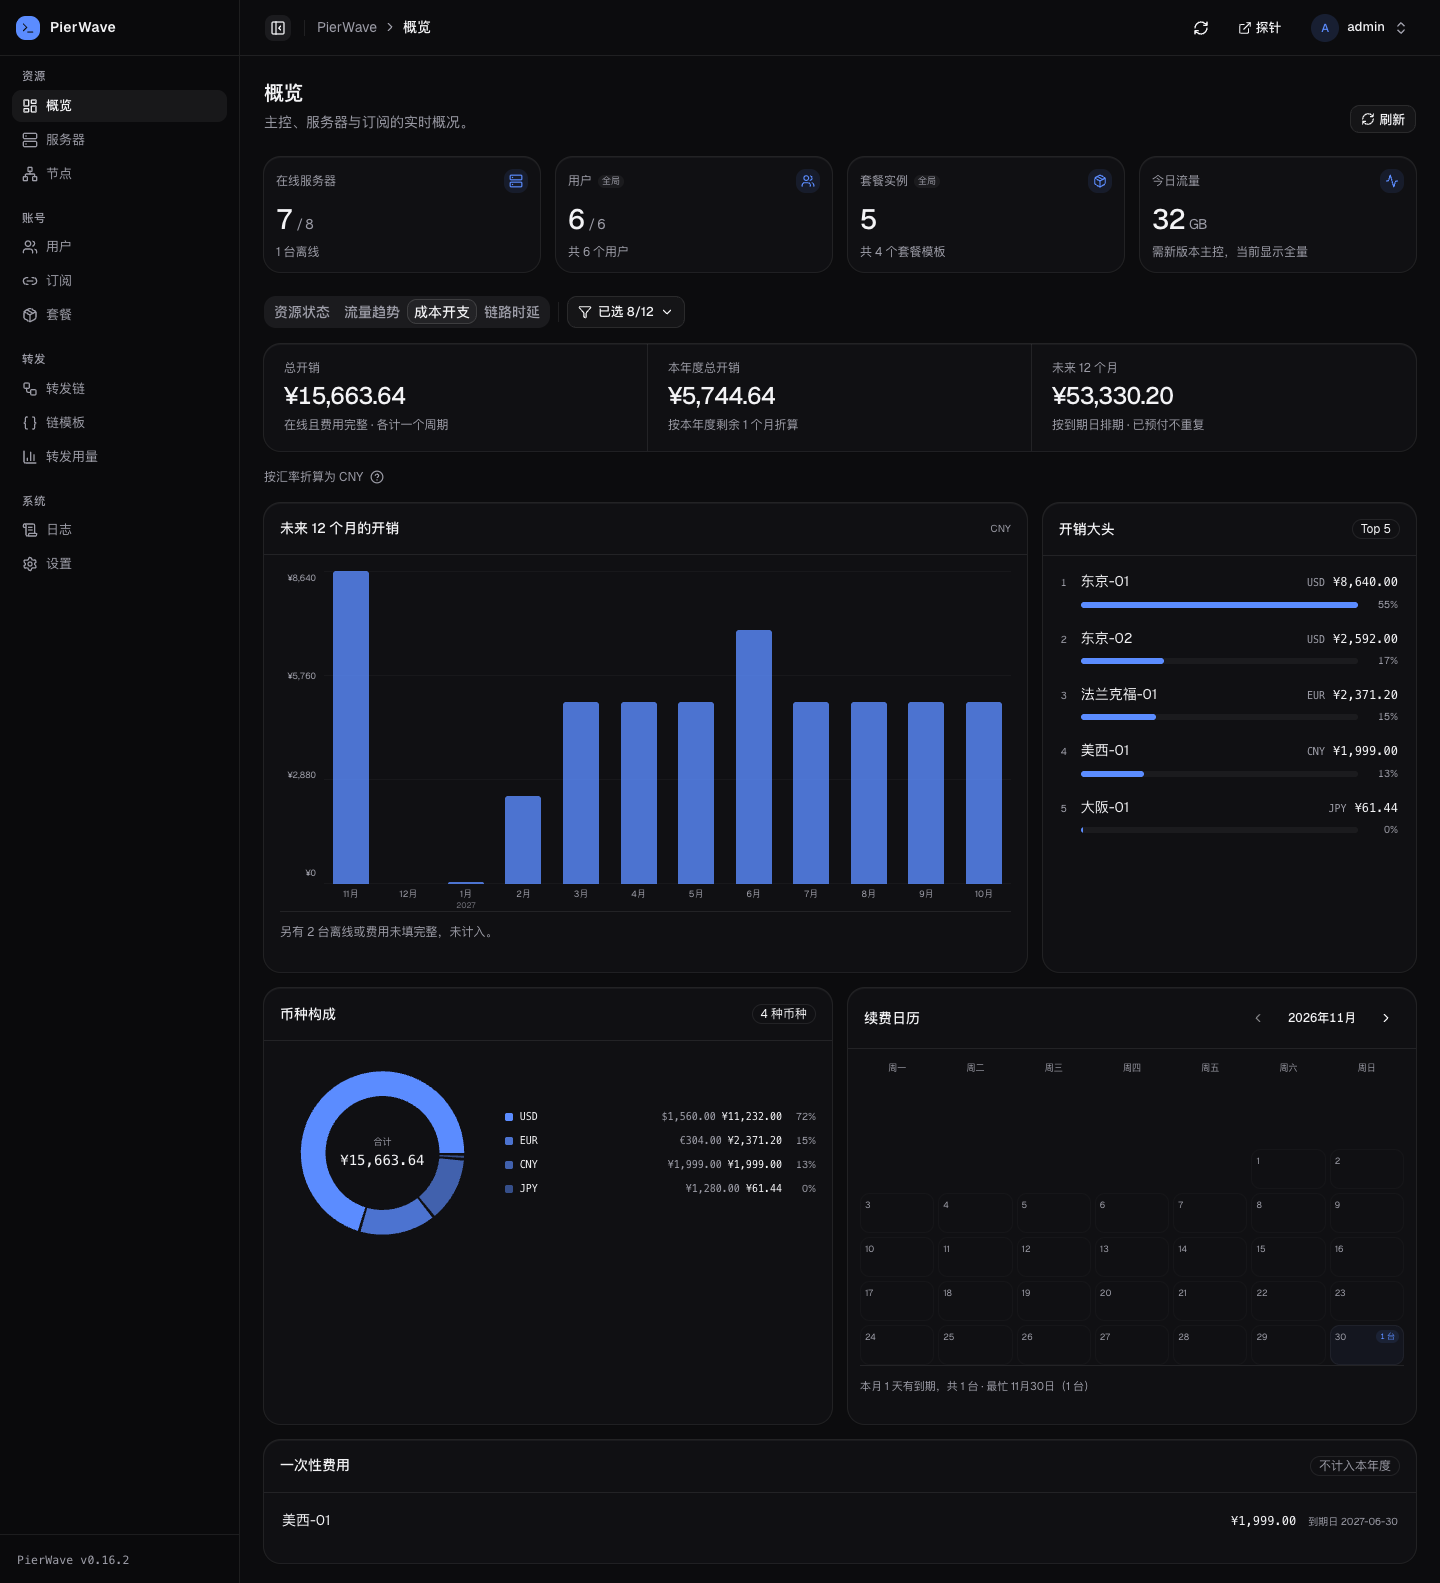 PierWave
资源
概览
服务器
节点
账号
用户
订阅
套餐
转发
转发链
链模板
转发用量
系统
日志
设置
PierWave v0.16.2
PierWave > 概览
探针
A admin
概览
主控、服务器与订阅的实时概况。
刷新
在线服务器
7 / 8
1 台离线
用户 全局
6 / 6
共 6 个用户
套餐实例 全局
5
共 4 个套餐模板
今日流量
32 GB
需新版本主控，当前显示全量
资源状态 流量趋势 成本开支 链路时延
已选 8/12
总开销
¥15,663.64
在线且费用完整 · 各计一个周期
本年度总开销
¥5,744.64
按本年度剩余 1 个月折算
未来 12 个月
¥53,330.20
按到期日排期 · 已预付不重复
按汇率折算为 CNY
未来 12 个月的开销
CNY
¥8,640
¥5,760
¥2,880
¥0
11月 12月 1月 2月 3月 4月 5月 6月 7月 8月 9月 10月
2027
另有 2 台离线或费用未填完整，未计入。
开销大头
Top 5
1 东京-01 USD ¥8,640.00
55%
2 东京-02 USD ¥2,592.00
17%
3 法兰克福-01 EUR ¥2,371.20
15%
4 美西-01 CNY ¥1,999.00
13%
5 大阪-01 JPY ¥61.44
0%
币种构成
4 种币种
合计
¥15,663.64
USD $1,560.00 ¥11,232.00 72%
EUR €304.00 ¥2,371.20 15%
CNY ¥1,999.00 ¥1,999.00 13%
JPY ¥1,280.00 ¥61.44 0%
续费日历
2026年11月
周一 周二 周三 周四 周五 周六 周日
1 2
3 4 5 6 7 8 9
10 11 12 13 14 15 16
17 18 19 20 21 22 23
24 25 26 27 28 29 30 1 台
本月 1 天有到期，共 1 台 · 最忙 11月30日（1 台）
一次性费用
不计入本年度
美西-01
¥1,999.00 到期日 2027-06-30